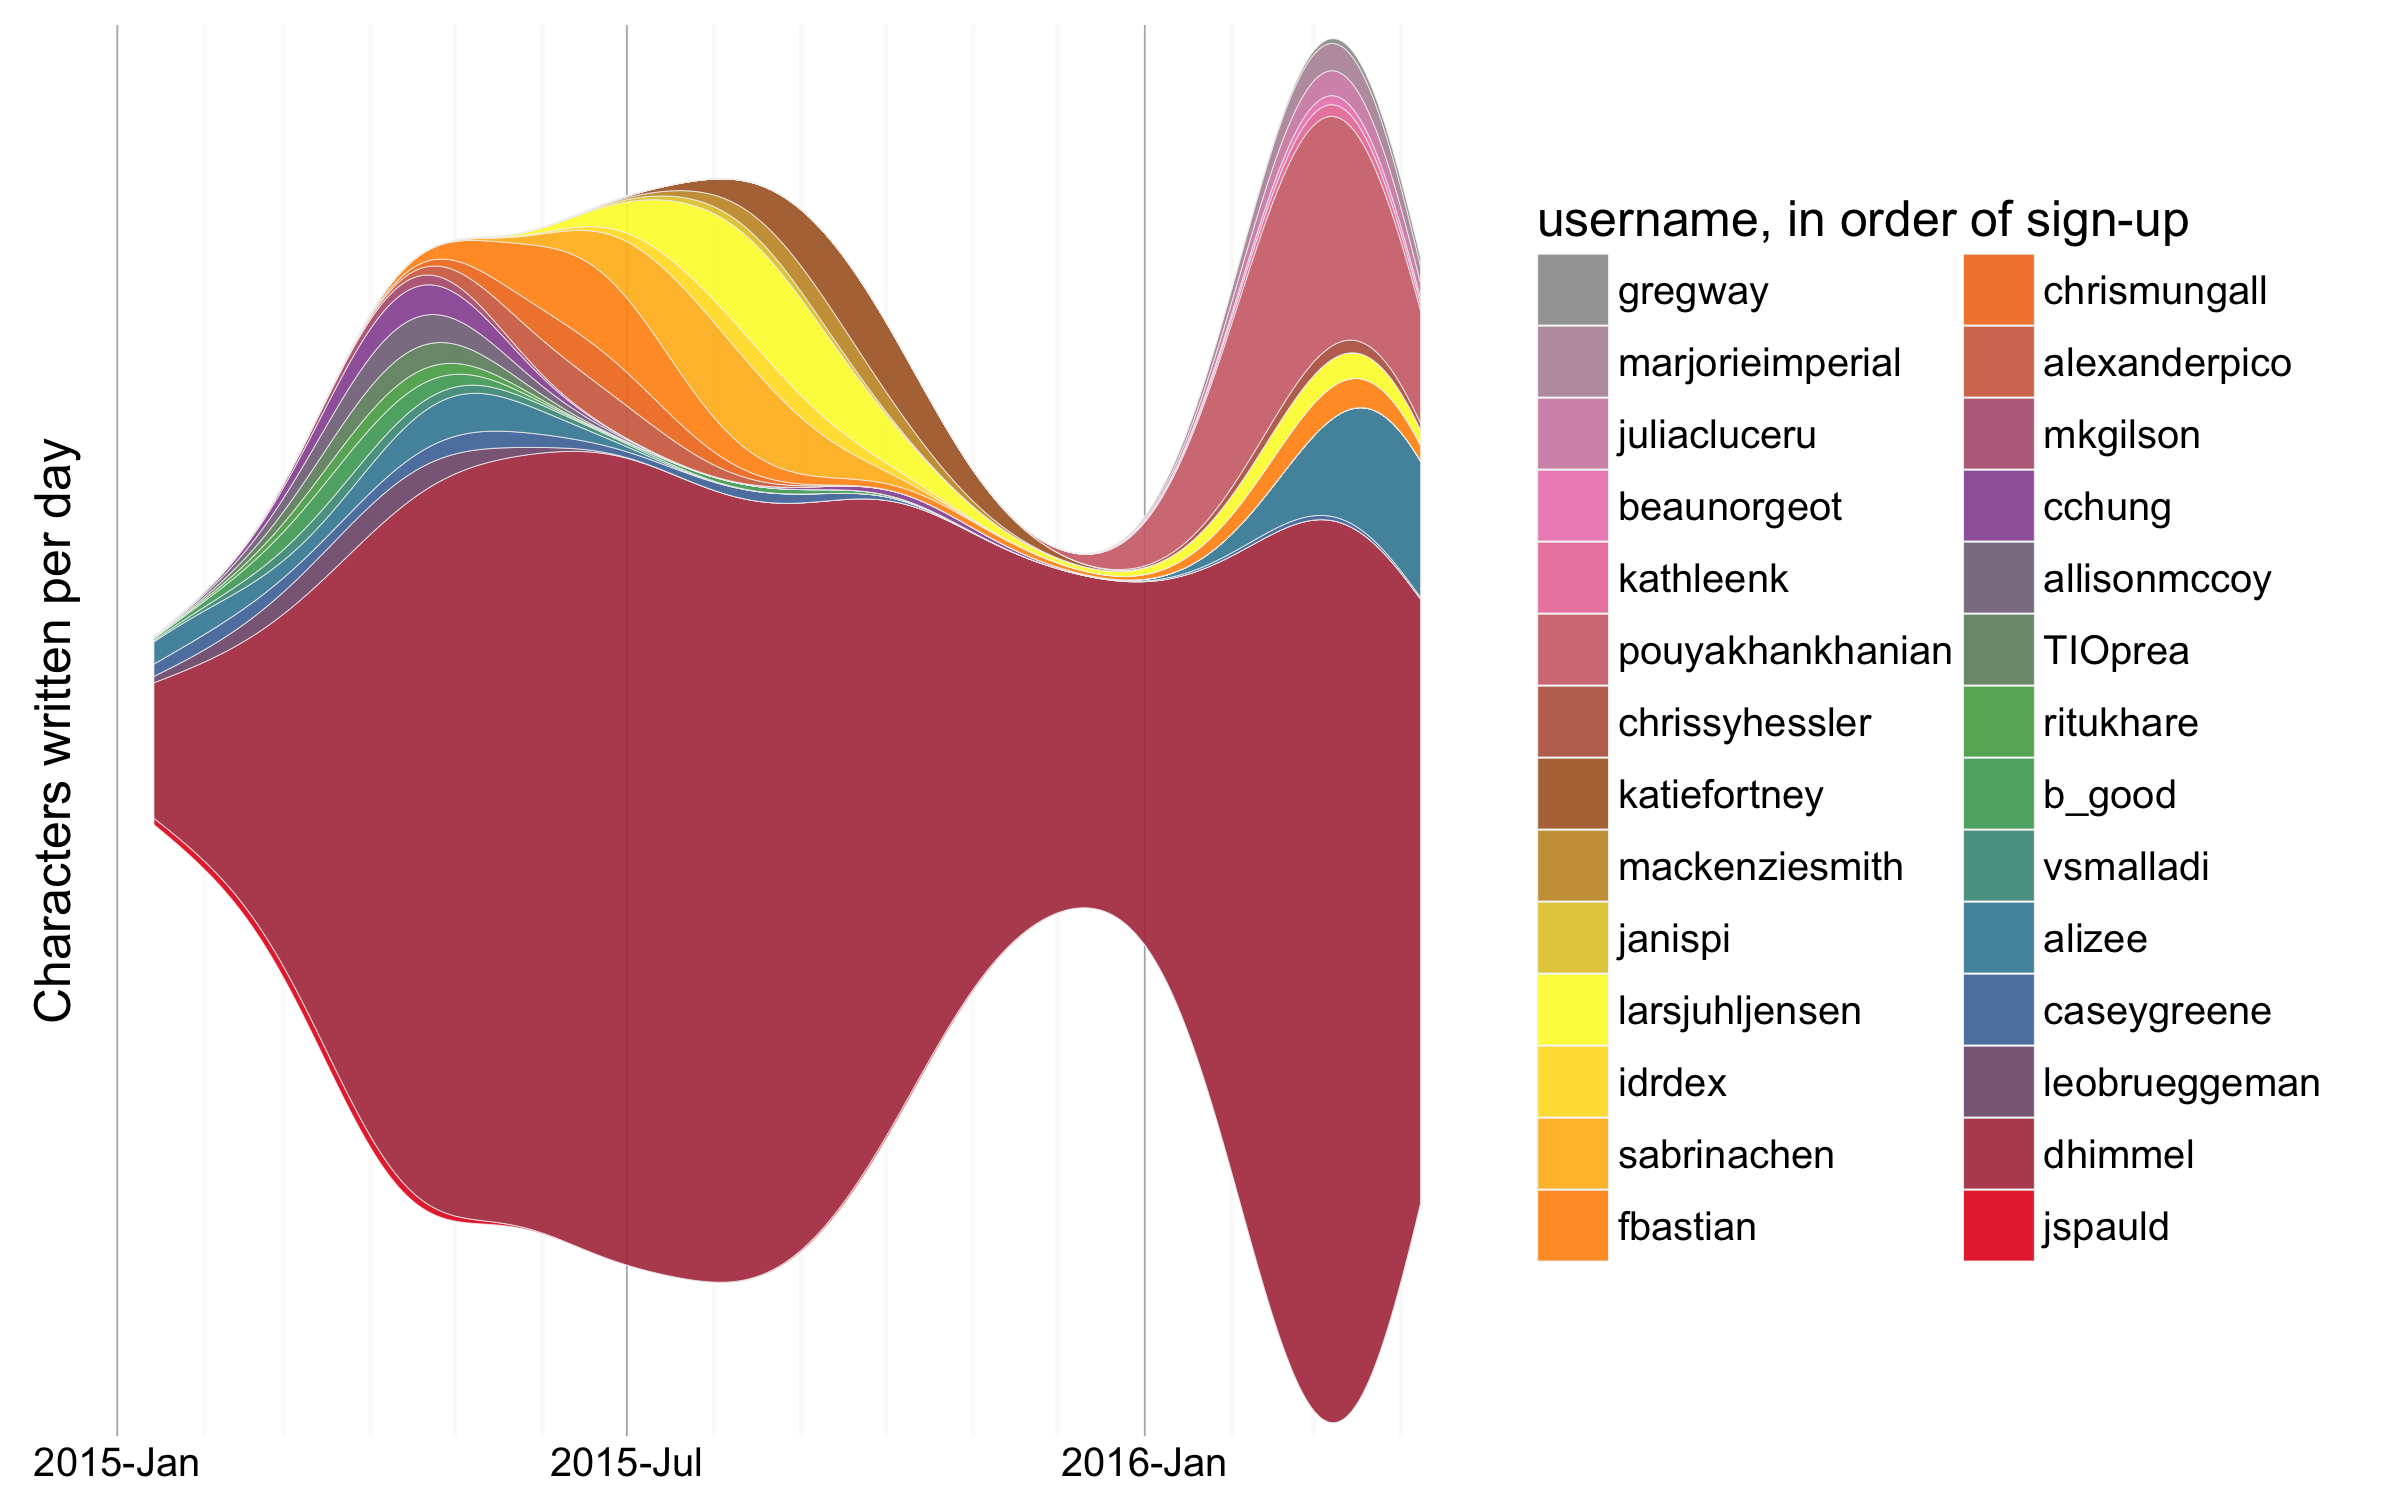 Characters written per day
2015-Jan
2015-Jul
2016-Jan
username, in order of sign-up
gregway
marjorieimperial
juliacluceru
beaunorgeot
kathleenk
pouyakhankhanian
chrissyhessler
katiefortney
mackenziesmith
janispi
larsjuhljensen
idrdex
sabrinachen
fbastian
chrismungall
alexanderpico
mkgilson
cchung
allisonmccoy
TIOprea
ritukhare
b_good
vsmalladi
alizee
caseygreene
leobrueggeman
dhimmel
jspauld